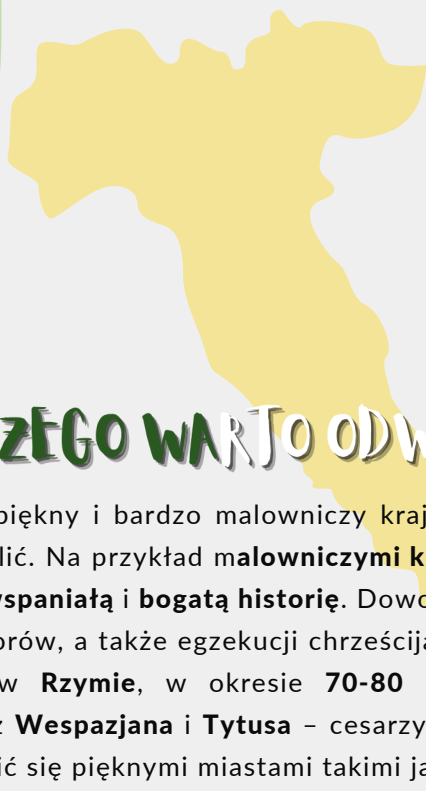 ZEGO WARTO ODW
piękny i bardzo malowniczy kraj
lić. Na przykład malowniczymi k
wspaniałą i bogatą historię. Dowo
orów, a także egzekucji chrześcija
w Rzymie, w okresie 70-80
z Wespazjana i Tytusa – cesarzy
ić się pięknymi miastami takimi ja